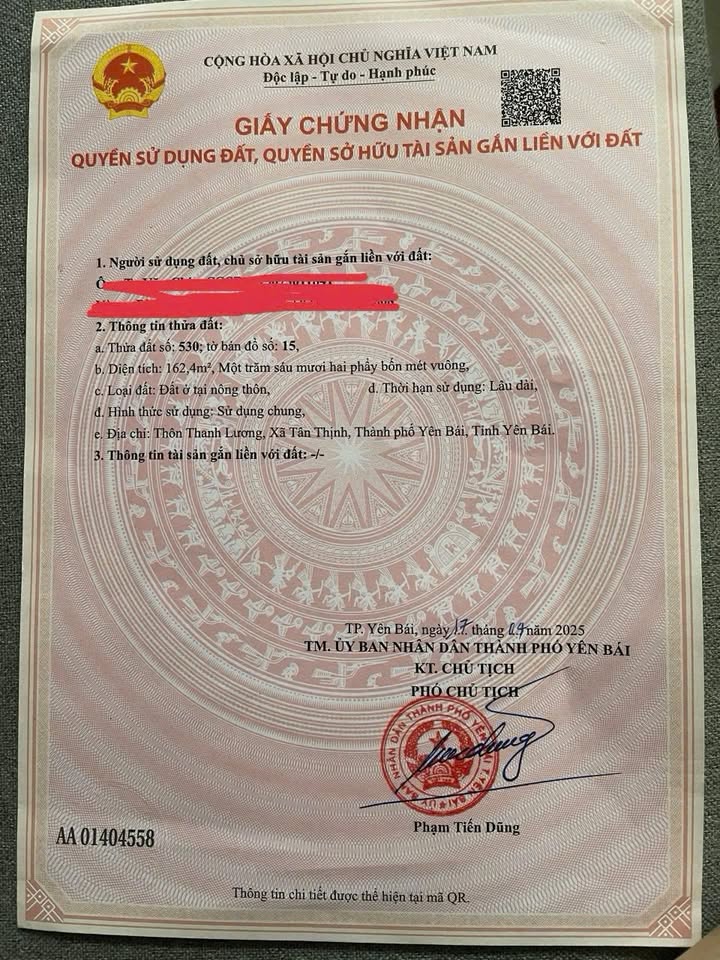 CỘNG HÒA XÃ HỘI CHỦ NGHĨA VIỆT NAM
Độc lập - Tự do - Hạnh phúc
GIẤY CHỨNG NHẬN
QUYỀN SỬ DỤNG ĐẤT, QUYỀN SỞ HỮU TÀI SẢN GẮN LIỀN VỚI ĐẤT
1. Người sử dụng đất, chủ sở hữu tài sản gắn liền với đất:
2. Thông tin thửa đất:
a. Thửa đất số: 530; tờ bản đồ số: 15,
b. Diện tích: 162,4m², Một trăm sáu mươi hai phẩy bốn mét vuông,
c. Loại đất: Đất ở tại nông thôn, d. Thời hạn sử dụng: Lâu dài,
đ. Hình thức sử dụng: Sử dụng chung,
e. Địa chỉ: Thôn Thanh Lương, Xã Tân Thịnh, Thành phố Yên Bái, Tỉnh Yên Bái.
3. Thông tin tài sản gắn liền với đất: -/-
TP. Yên Bái, ngày 17 tháng 04 năm 2025
TM. ỦY BAN NHÂN DÂN THÀNH PHỐ YÊN BÁI
KT. CHỦ TỊCH
PHÓ CHỦ TỊCH
Phạm Tiến Dũng
AA 01404558
Thông tin chi tiết được thể hiện tại mã QR.